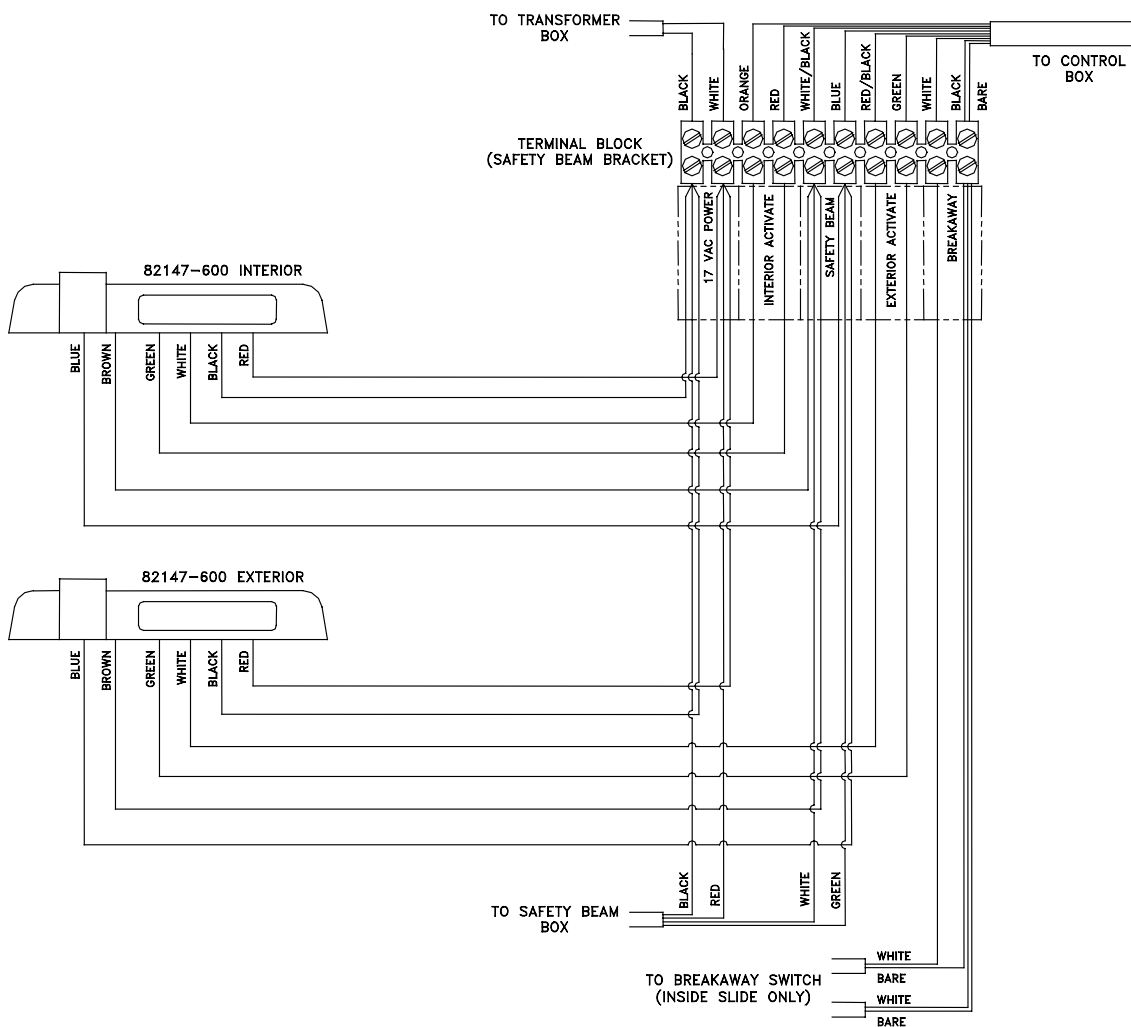 TO TRANSFORMER
BOX
TO CONTROL
BOX
BLACK
WHITE
ORANGE
RED
WHITE/BLACK
BLUE
RED/BLACK
GREEN
WHITE
BLACK
BARE
TERMINAL BLOCK
(SAFETY BEAM BRACKET)
17 VAC POWER
INTERIOR ACTIVATE
SAFETY BEAM
EXTERIOR ACTIVATE
BREAKAWAY
82147-600 INTERIOR
BLUE
BROWN
GREEN
WHITE
BLACK
RED
82147-600 EXTERIOR
BLUE
BROWN
GREEN
WHITE
BLACK
RED
BLACK
RED
WHITE
GREEN
TO SAFETY BEAM
BOX
WHITE
BARE
TO BREAKAWAY SWITCH
(INSIDE SLIDE ONLY)
WHITE
BARE